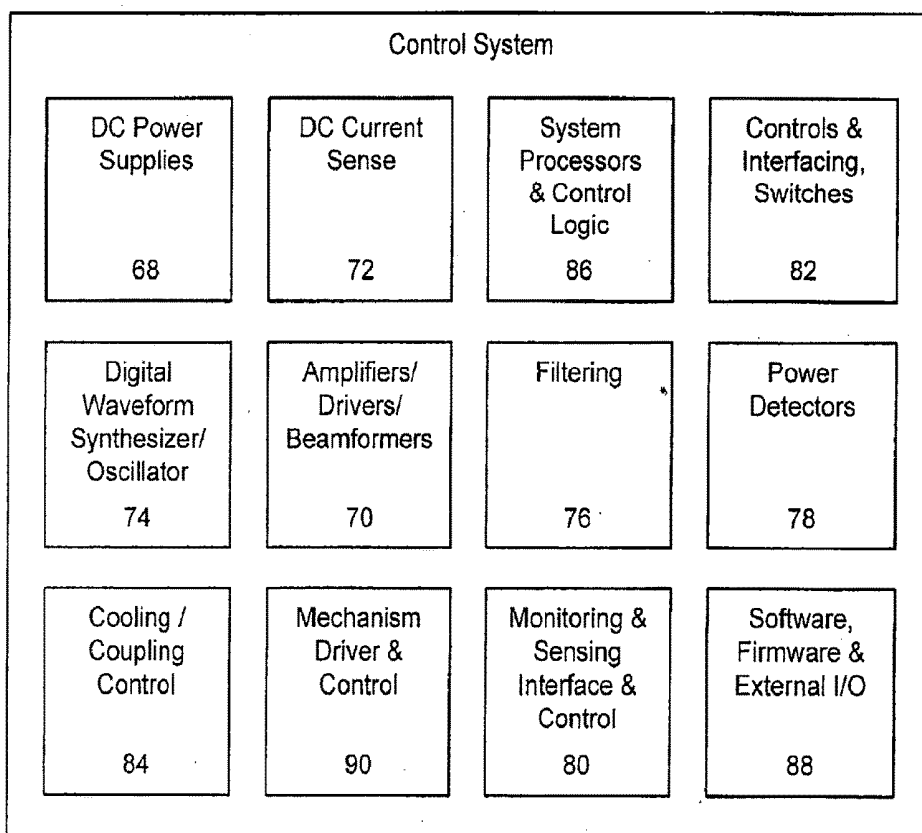 Control System
DC Power
Supplies
68
DC Current
Sense
72
System
Processors
& Control
Logic
86
Controls &
Interfacing,
Switches
82
Digital
Waveform
Synthesizer/
Oscillator
74
Amplifiers/
Drivers/
Beamformers
70
Filtering
76
Power
Detectors
78
Cooling /
Coupling
Control
84
Mechanism
Driver &
Control
90
Monitoring &
Sensing
Interface &
Control
80
Software,
Firmware &
External I/O
88